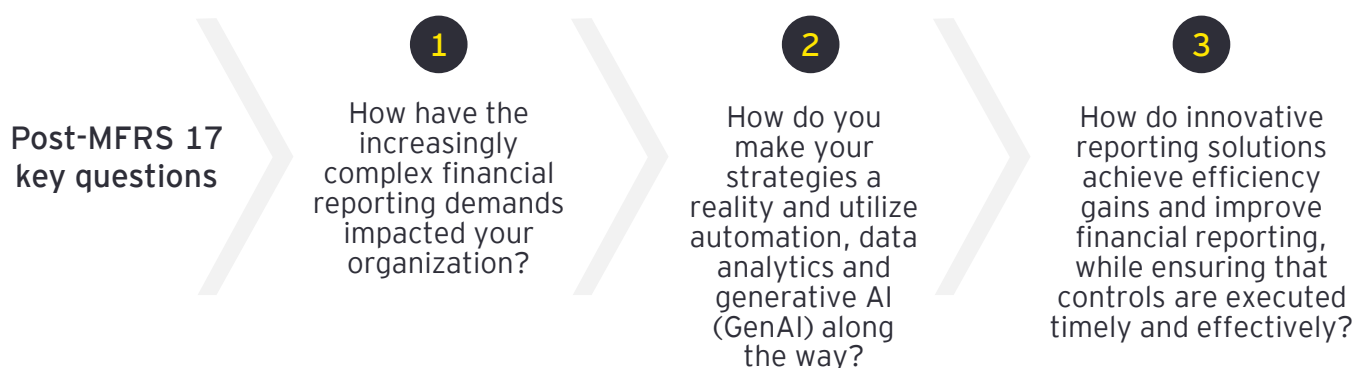 Post-MFRS 17
key questions
1
How have the
increasingly
complex financial
reporting demands
impacted your
organization?
2
How do you
make your
strategies a
reality and utilize
automation, data
analytics and
generative AI
(GenAI) along
the way?
3
How do innovative
reporting solutions
achieve efficiency
gains and improve
financial reporting,
while ensuring that
controls are executed
timely and effectively?